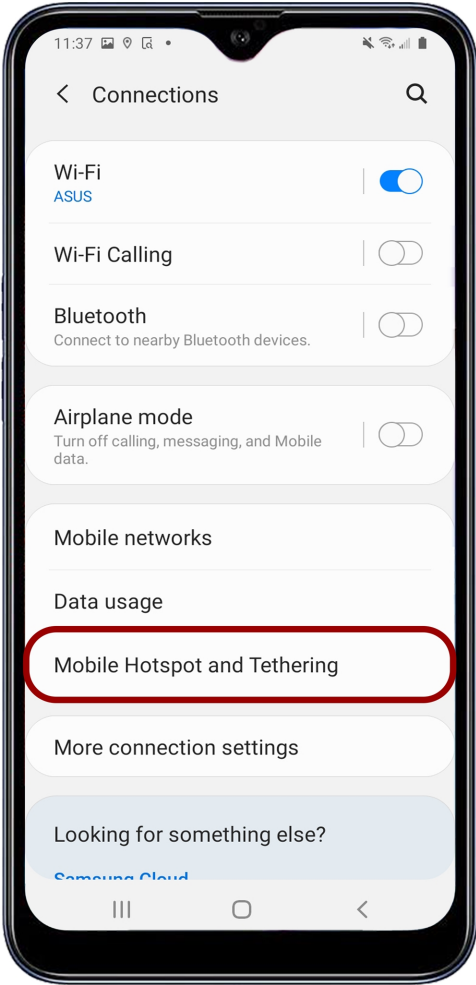 11:37
Connections
Wi-Fi
ASUS
Wi-Fi Calling
Bluetooth
Connect to nearby Bluetooth devices.
Airplane mode
Turn off calling, messaging, and Mobile
data.
Mobile networks
Data usage
Mobile Hotspot and Tethering
More connection settings
Looking for something else?
Samsung Cloud